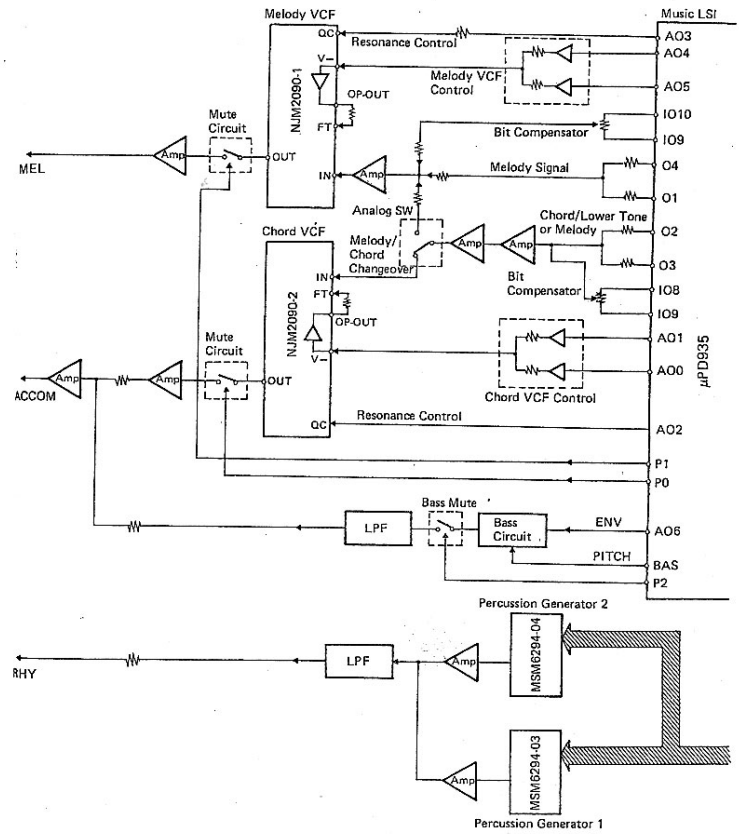 Melody VCF
Music LSI
QC
Resonance Control
AO3
V-
AO4
Melody VCF
Control
AO5
NJM2090-1
OP-OUT
FT
IO10
Bit Compensator
IO9
Mute
Circuit
Amp
OUT
IN
Amp
Melody Signal
O4
MEL
O1
Analog SW
Chord VCF
Melody/
Chord
Changeover
Amp
Amp
Chord/Lower Tone
or Melody
O2
O3
IN
FT
Bit
Compensator
IO8
NJM2090-2
OP-OUT
IO9
Mute
Circuit
V-
AO1
Amp
Amp
OUT
AO0
μPD935
ACCOM
Chord VCF Control
QC
Resonance Control
AO2
P1
P0
Bass Mute
LPF
Bass
Circuit
ENV
AO6
PITCH
BAS
P2
Percussion Generator 2
LPF
Amp
MSM6294-04
RHY
Amp
MSM6294-03
Percussion Generator 1